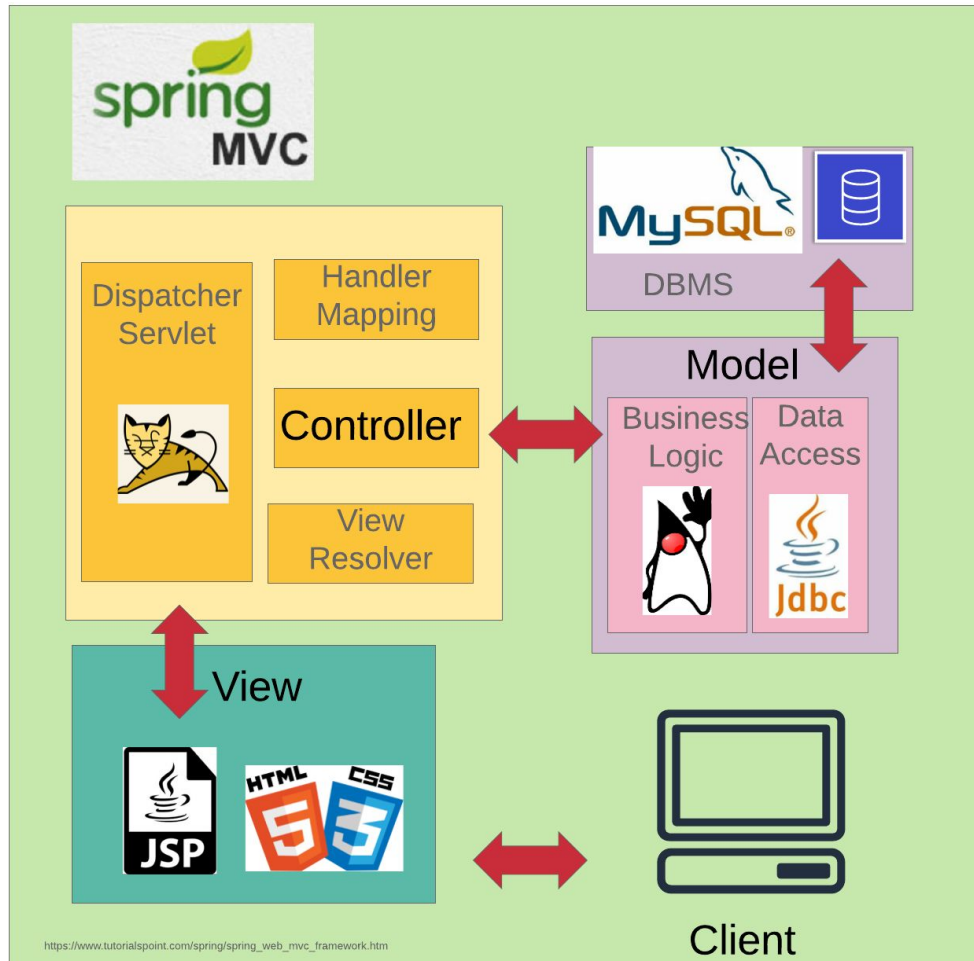 spring
MVC
MySQL®
DBMS
Dispatcher
Servlet
Handler
Mapping
Controller
View
Resolver
Model
Business
Logic
Data
Access
Jdbc
View
JSP
HTML
5
CSS
3
Client
https://www.tutorialspoint.com/spring/spring_web_mvc_framework.htm